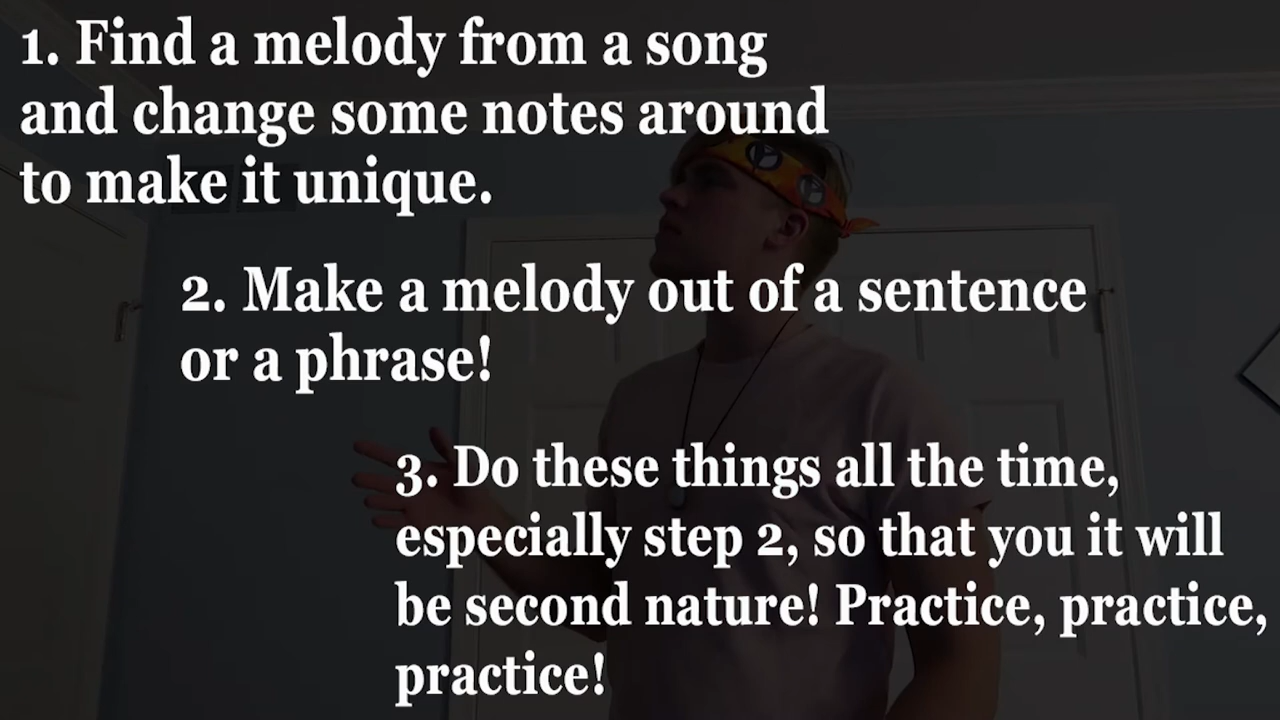 1. Find a melody from a song
and change some notes around
to make it unique.
2. Make a melody out of a sentence
or a phrase!
3. Do these things all the time,
especially step 2, so that you it will
be second nature! Practice, practice,
practice!